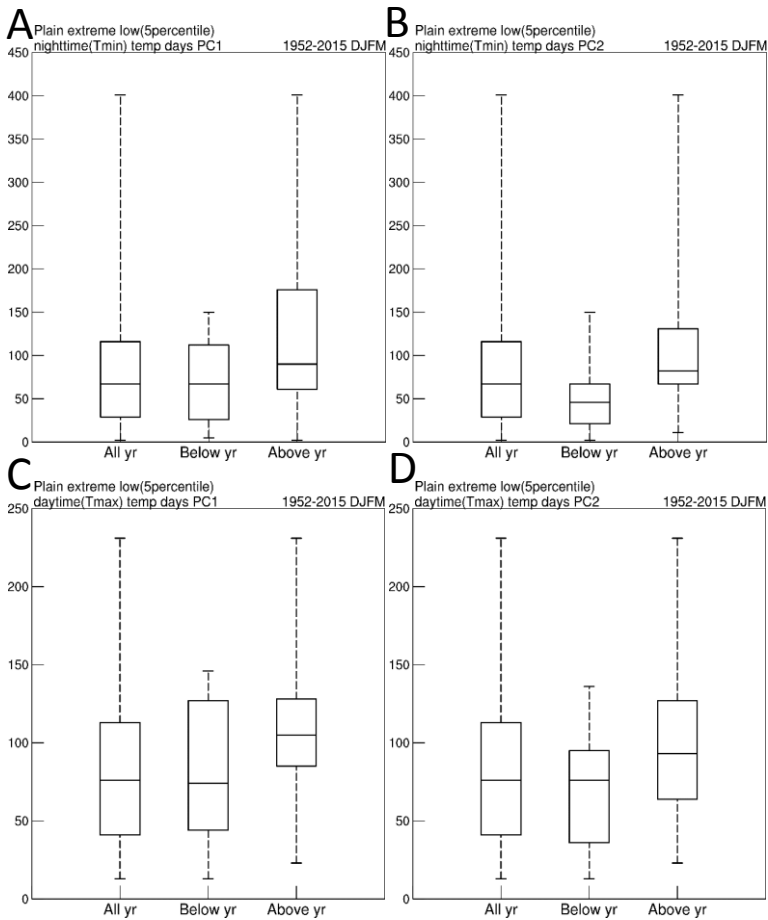 A
Plain extreme low(5percentile)
nighttime(Tmin) temp days PC1 1952-2015 DJFM
450
400
350
300
250
200
150
100
50
0
All yr Below yr Above yr
B
Plain extreme low(5percentile)
nighttime(Tmin) temp days PC2 1952-2015 DJFM
450
400
350
300
250
200
150
100
50
0
All yr Below yr Above yr
C
Plain extreme low(5percentile)
daytime(Tmax) temp days PC1 1952-2015 DJFM
250
200
150
100
50
0
All yr Below yr Above yr
D
Plain extreme low(5percentile)
daytime(Tmax) temp days PC2 1952-2015 DJFM
250
200
150
100
50
0
All yr Below yr Above yr